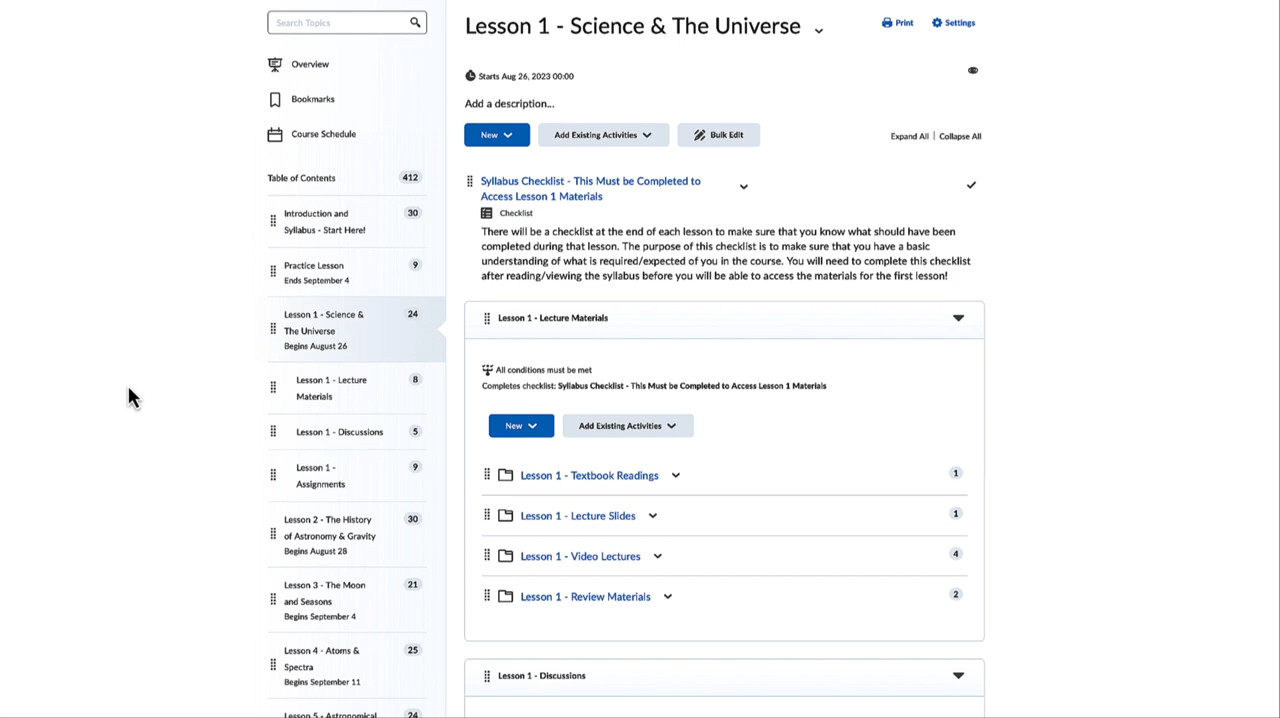 Search Topics
Overview
Bookmarks
Course Schedule
Table of Contents 412
Introduction and 30
Syllabus - Start Here!
Practice Lesson 9
Ends September 4
Lesson 1 - Science & 24
The Universe
Begins August 26
Lesson 1 - Lecture 8
Materials
Lesson 1 - Discussions 5
Lesson 1 - 9
Assignments
Lesson 2 - The History 30
of Astronomy & Gravity
Begins August 28
Lesson 3 - The Moon 21
and Seasons
Begins September 4
Lesson 4 - Atoms & 25
Spectra
Begins September 11
Lesson 5 - Astronomical 24
Lesson 1 - Science & The Universe
Print Settings
Starts Aug 26, 2023 00:00
Add a description...
New Add Existing Activities Bulk Edit
Expand All | Collapse All
Syllabus Checklist - This Must be Completed to
Access Lesson 1 Materials
Checklist
There will be a checklist at the end of each lesson to make sure that you know what should have been
completed during that lesson. The purpose of this checklist is to make sure that you have a basic
understanding of what is required/expected of you in the course. You will need to complete this checklist
after reading/viewing the syllabus before you will be able to access the materials for the first lesson!
Lesson 1 - Lecture Materials
All conditions must be met
Completes checklist: Syllabus Checklist - This Must be Completed to Access Lesson 1 Materials
New Add Existing Activities
Lesson 1 - Textbook Readings 1
Lesson 1 - Lecture Slides 1
Lesson 1 - Video Lectures 4
Lesson 1 - Review Materials 2
Lesson 1 - Discussions